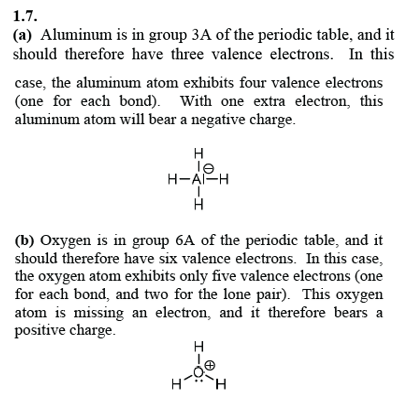 1.7.
(a) Aluminum is in group 3A of the periodic table, and it
should therefore have three valence electrons. In this
case, the aluminum atom exhibits four valence electrons
(one for each bond). With one extra electron, this
aluminum atom will bear a negative charge.
H
H-Al-H
⊖
H
(b) Oxygen is in group 6A of the periodic table, and it
should therefore have six valence electrons. In this case,
the oxygen atom exhibits only five valence electrons (one
for each bond, and two for the lone pair). This oxygen
atom is missing an electron, and it therefore bears a
positive charge.
H
O⊕
H H